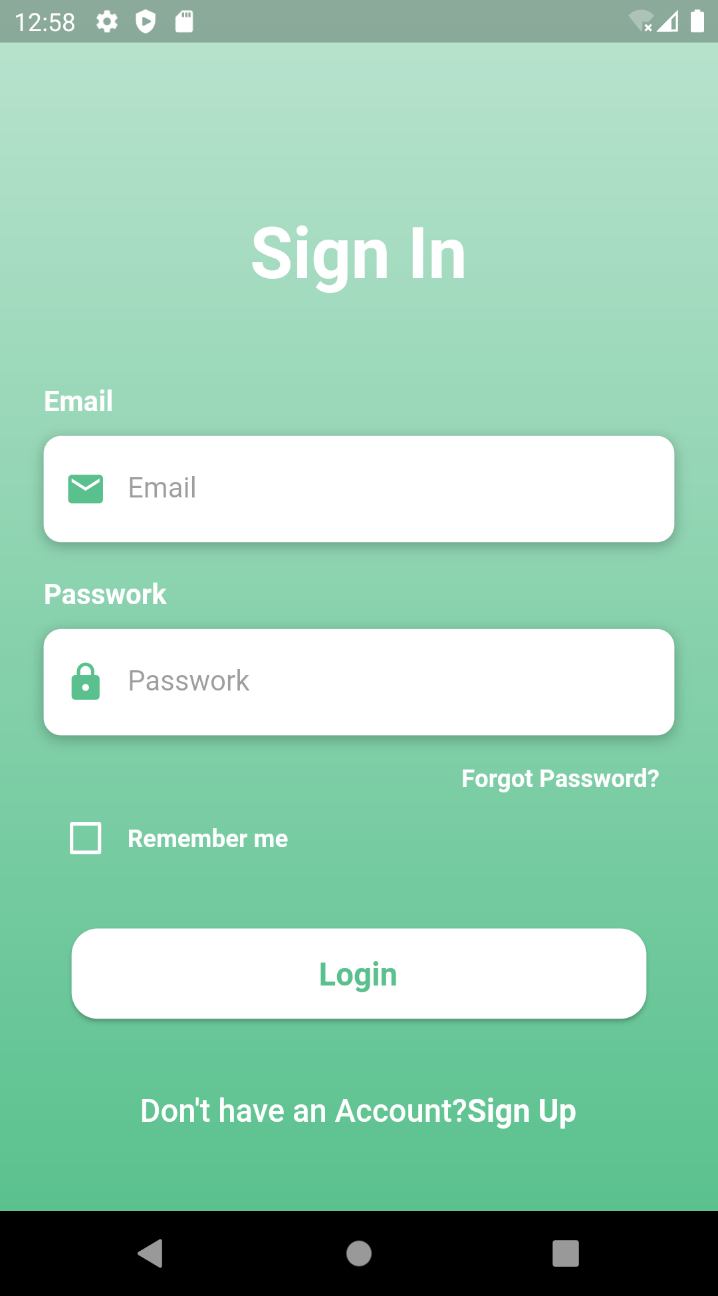 12:58
Sign In
Email
Email
Passwork
Passwork
Forgot Password?
Remember me
Login
Don't have an Account?Sign Up